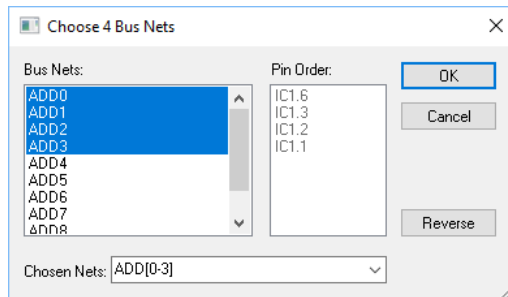 Choose 4 Bus Nets
Bus Nets:
Pin Order:
ADD0
ADD1
ADD2
ADD3
ADD4
ADD5
ADD6
ADD7
ADD8
IC1.6
IC1.3
IC1.2
IC1.1
OK
Cancel
Reverse
Chosen Nets: ADD[0-3]